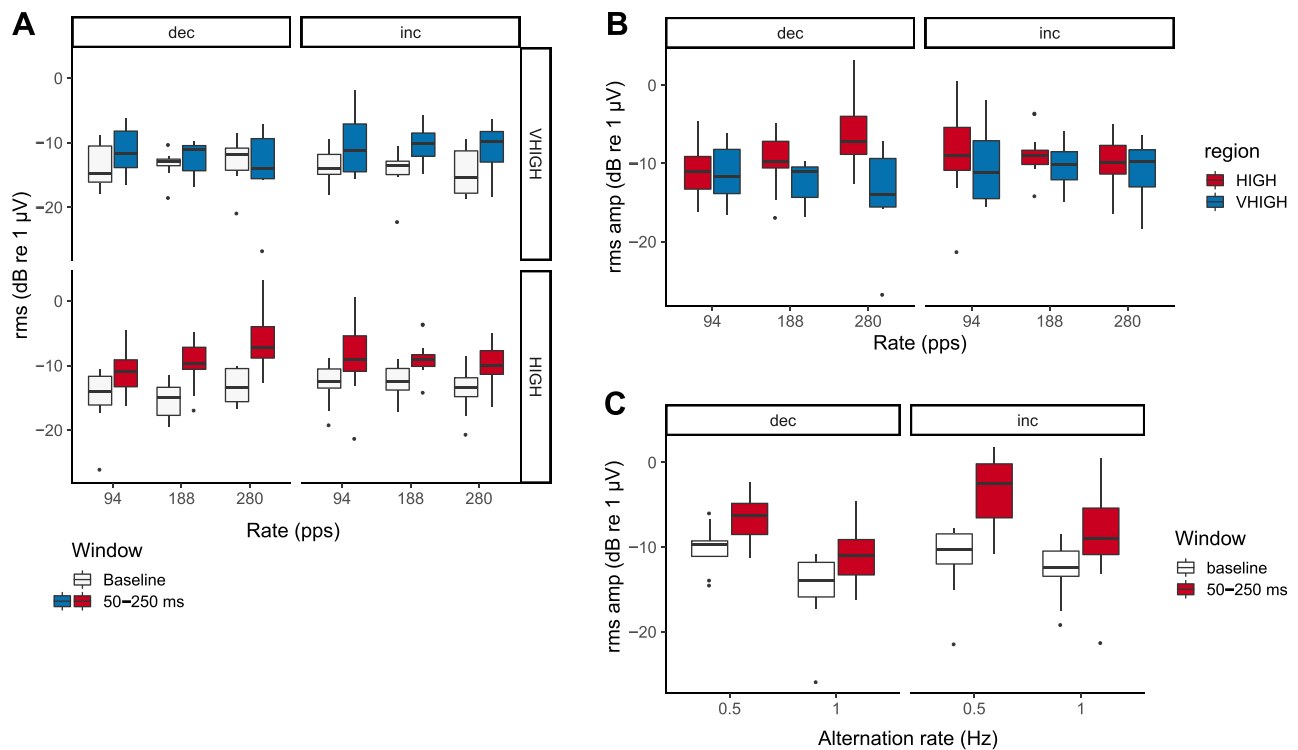 A
dec
inc
0
−10
−20
VHIGH
0
−10
−20
HIGH
rms (dB re 1 µV)
94
188
280
94
188
280
Rate (pps)
Window
Baseline
50−250 ms
B
dec
inc
0
−10
−20
rms amp (dB re 1 µV)
94
188
280
94
188
280
Rate (pps)
region
HIGH
VHIGH
C
dec
inc
0
−10
−20
rms amp (dB re 1 µV)
0.5
1
0.5
1
Alternation rate (Hz)
Window
baseline
50−250 ms